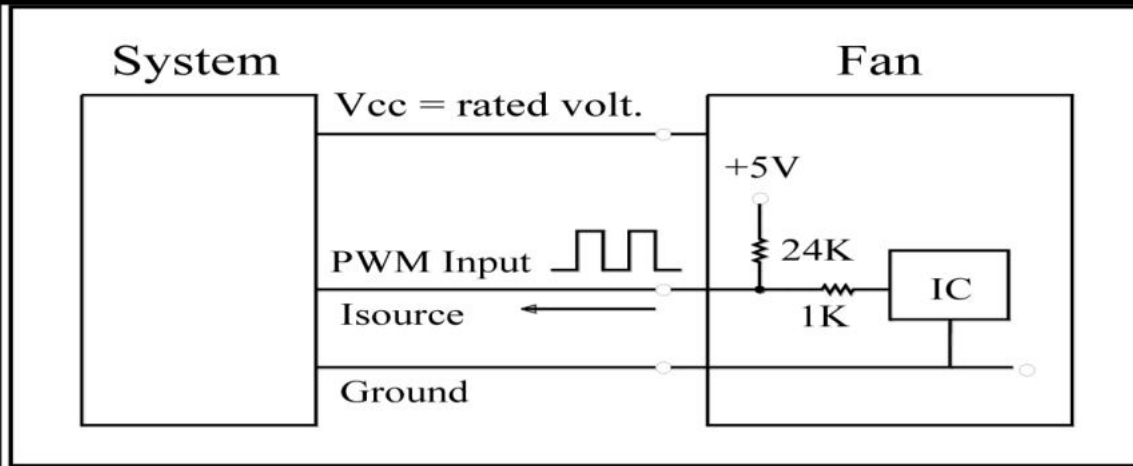 System
Fan
Vcc = rated volt.
+5V
24K
PWM Input
IC
Isource
1K
Ground